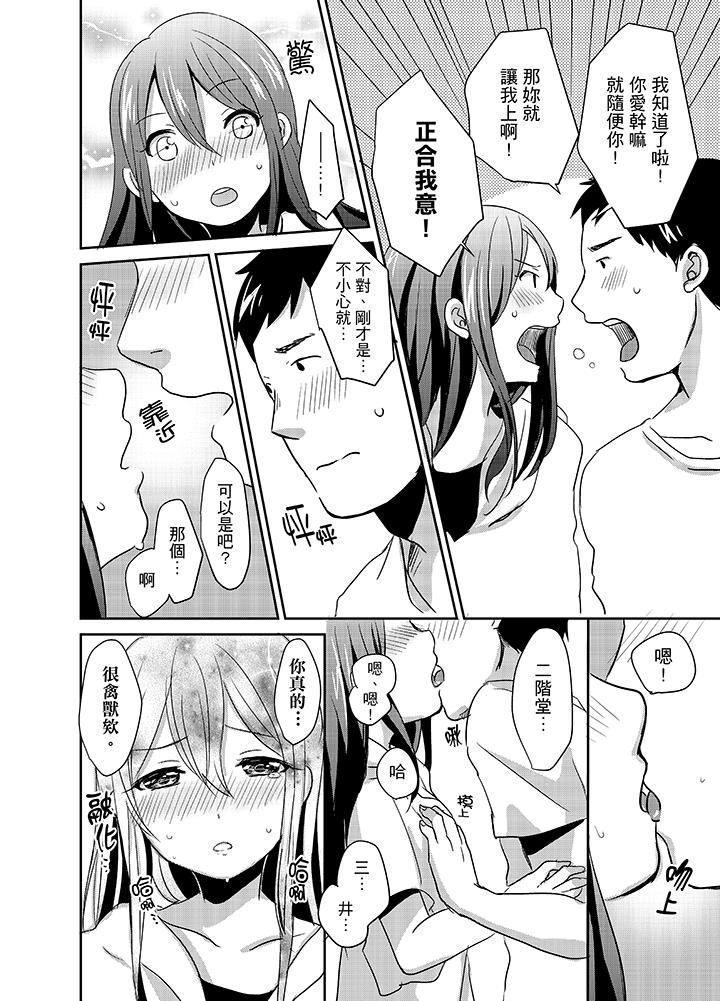 我知道了啦！
你愛幹嘛
就隨便你！
那妳就
讓我上啊！
正合我意！
驚
——…！
不對、剛才是…
不小心就…
怦怦
怦怦
靠近
可以是吧？
那個…
啊
嗯！
吻上
二階堂…
嗯、嗯！
啾
哈
摸上
三…
井…
你真的…
很禽獸欸。
融化…
哈啊…
哈啊…